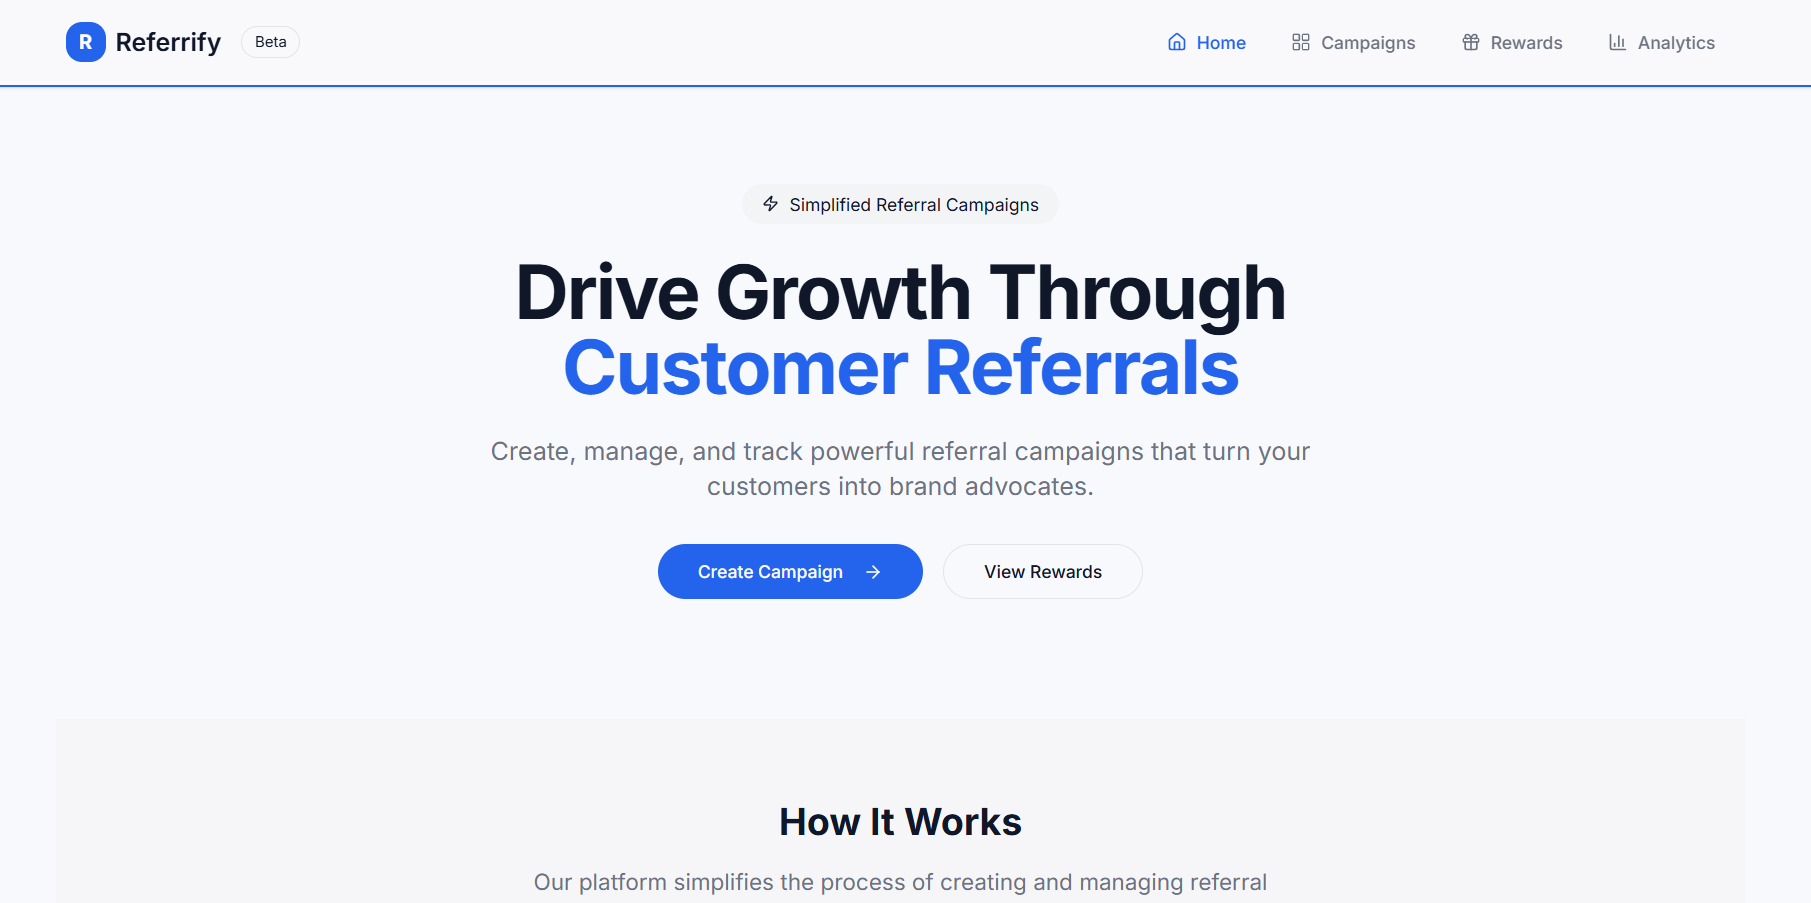 R Referrify Beta Home Campaigns Rewards Analytics
Simplified Referral Campaigns
Drive Growth Through
Customer Referrals
Create, manage, and track powerful referral campaigns that turn your
customers into brand advocates.
Create Campaign View Rewards
How It Works
Our platform simplifies the process of creating and managing referral